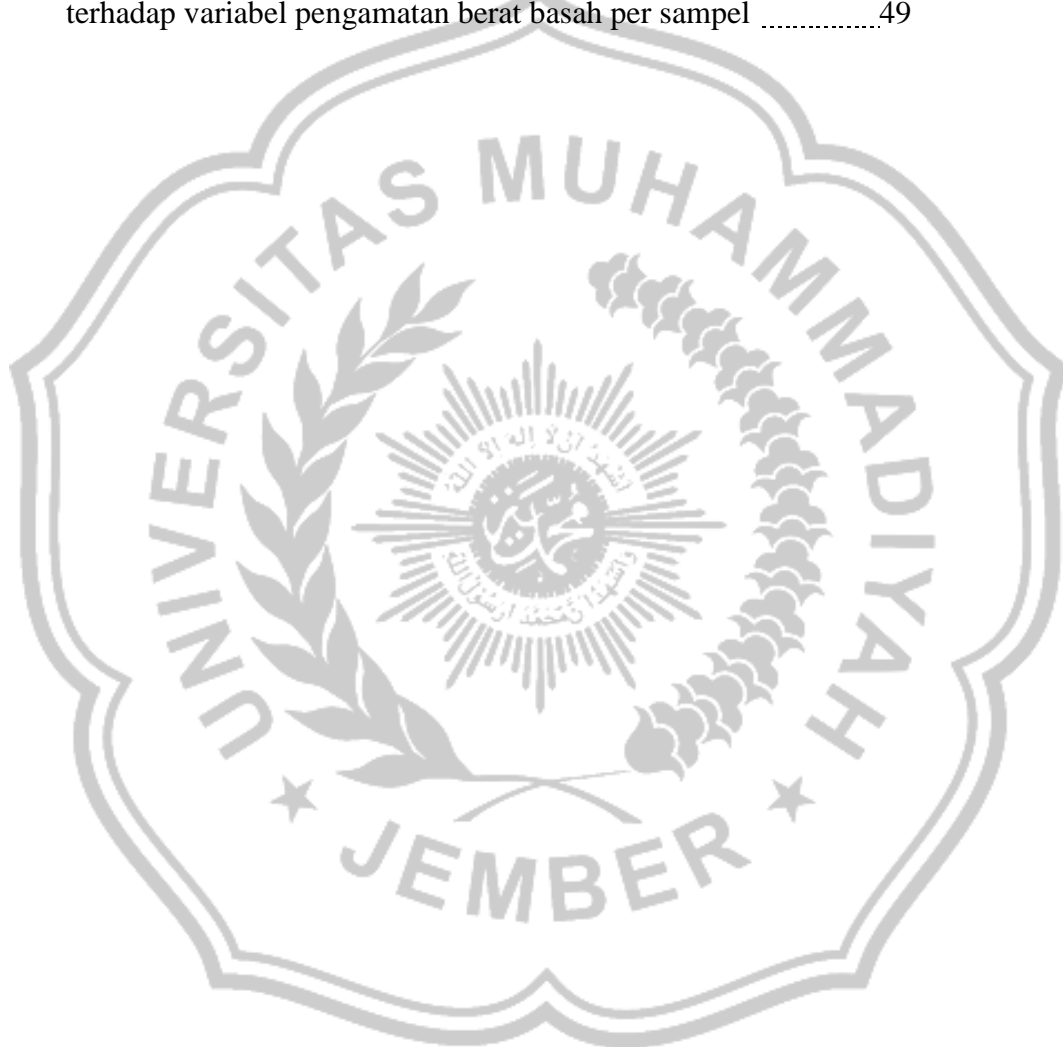 terhadap variabel pengamatan berat basah per sampel ............49
UNIVERSITAS MUHAMMADIYAH
JEMBER